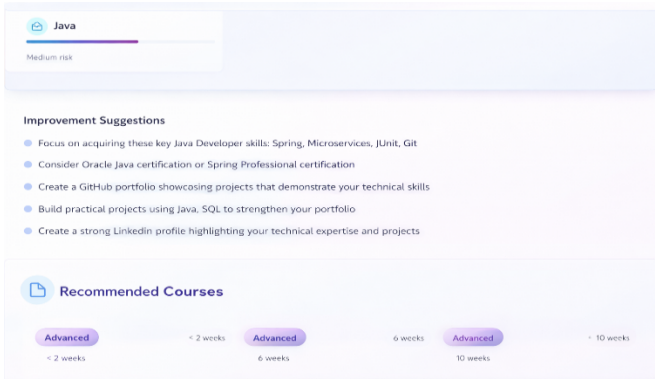 Java
Medium risk
Improvement Suggestions
Focus on acquiring these key Java Developer skills: Spring, Microservices, JUnit, Git
Consider Oracle Java certification or Spring Professional certification
Create a GitHub portfolio showcosing projects that demonstrate your technical skills
Build practical projects using Java, SQL to strengthen your portfolio
Create a strong Linkedin profile highlighting your technical expertise and projects
Recommended Courses
Advanced < 2 weeks Advanced 6 weeks Advanced < 10 weeks
< 2 weeks 6 weeks 10 weeks